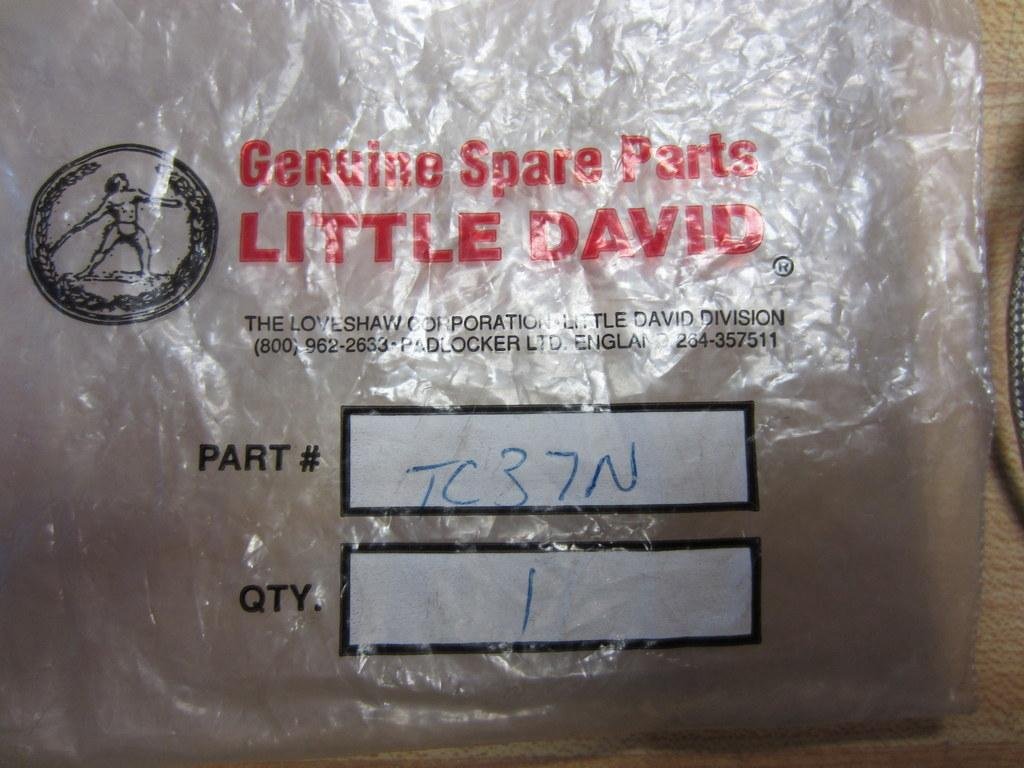 Genuine Spare Parts
LITTLE DAVID ®
THE LOVESHAW CORPORATION·LITTLE DAVID DIVISION
(800) 962-2633·PADLOCKER LTD. ENGLAND 264-357511
PART # TC37N
QTY. 1